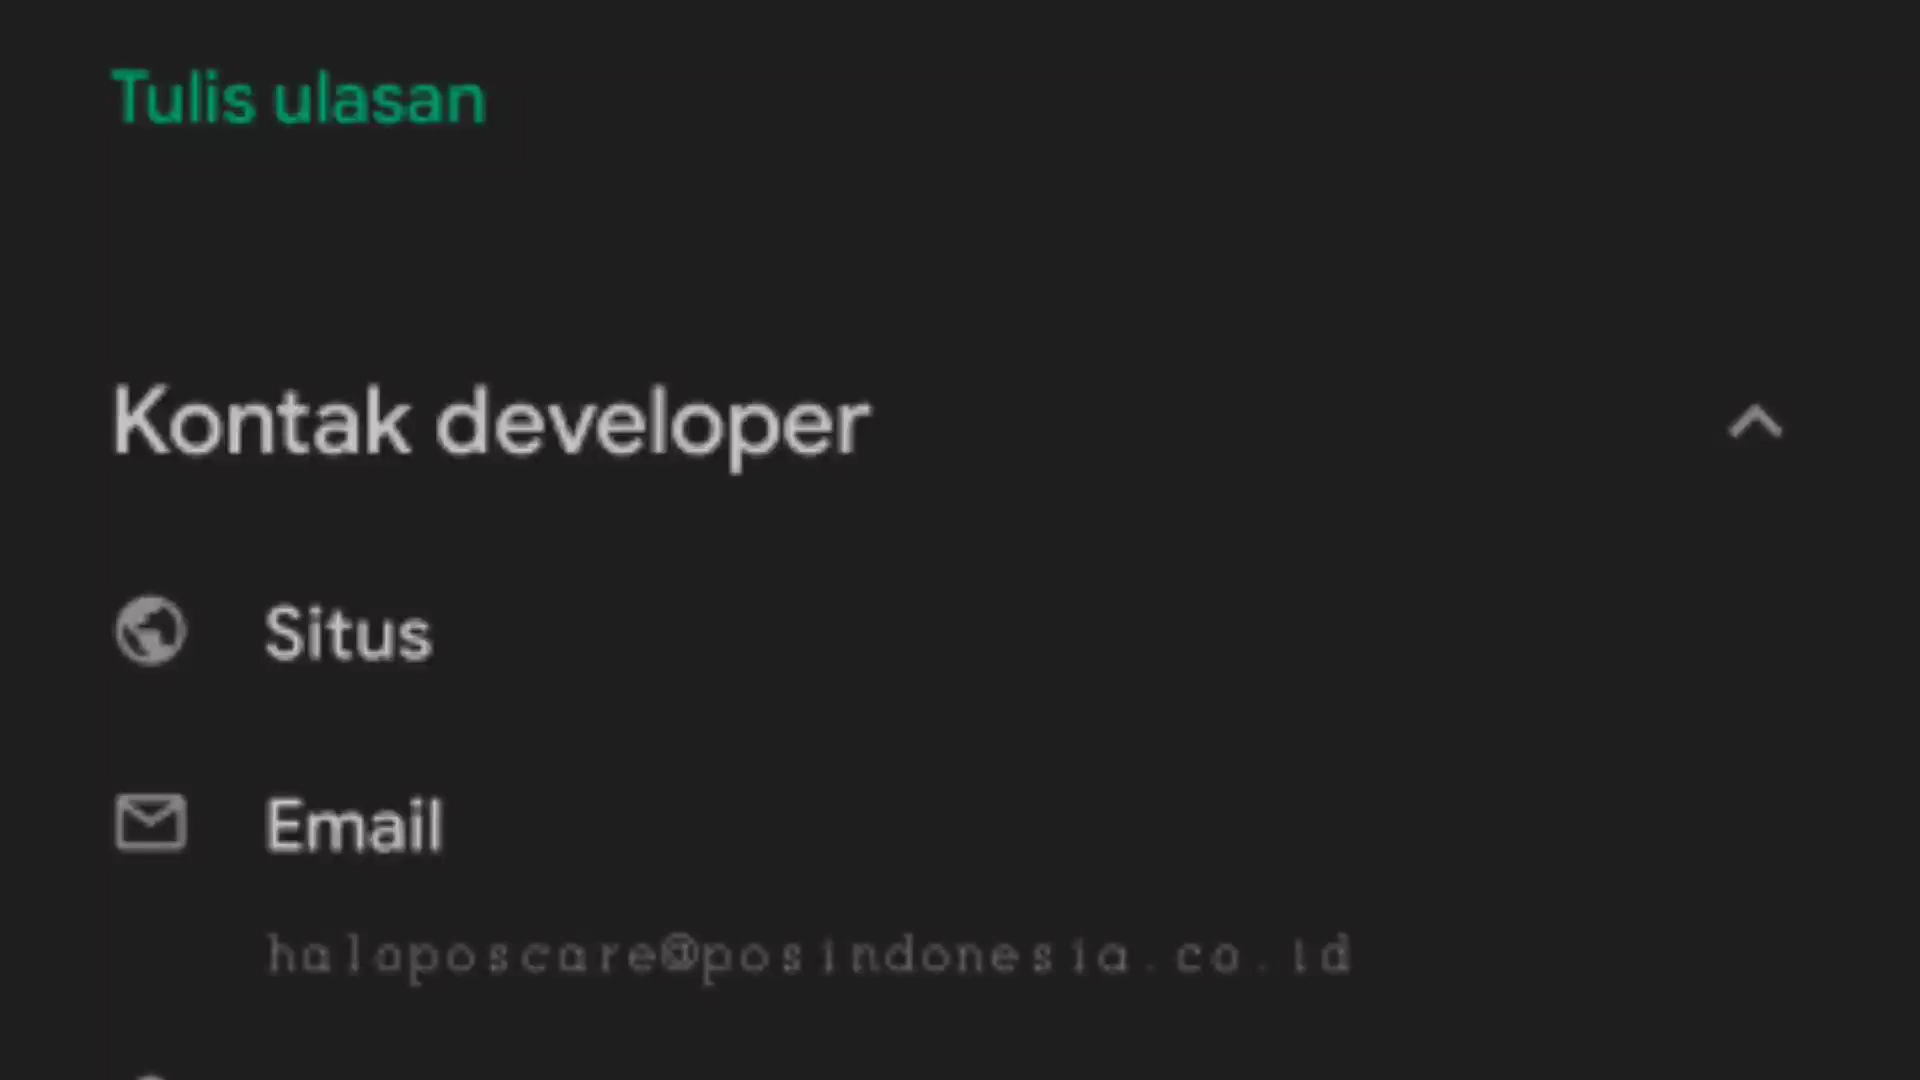 Tulis ulasan
Kontak developer
Situs
Email
haloposcare@posindonesia.co.id